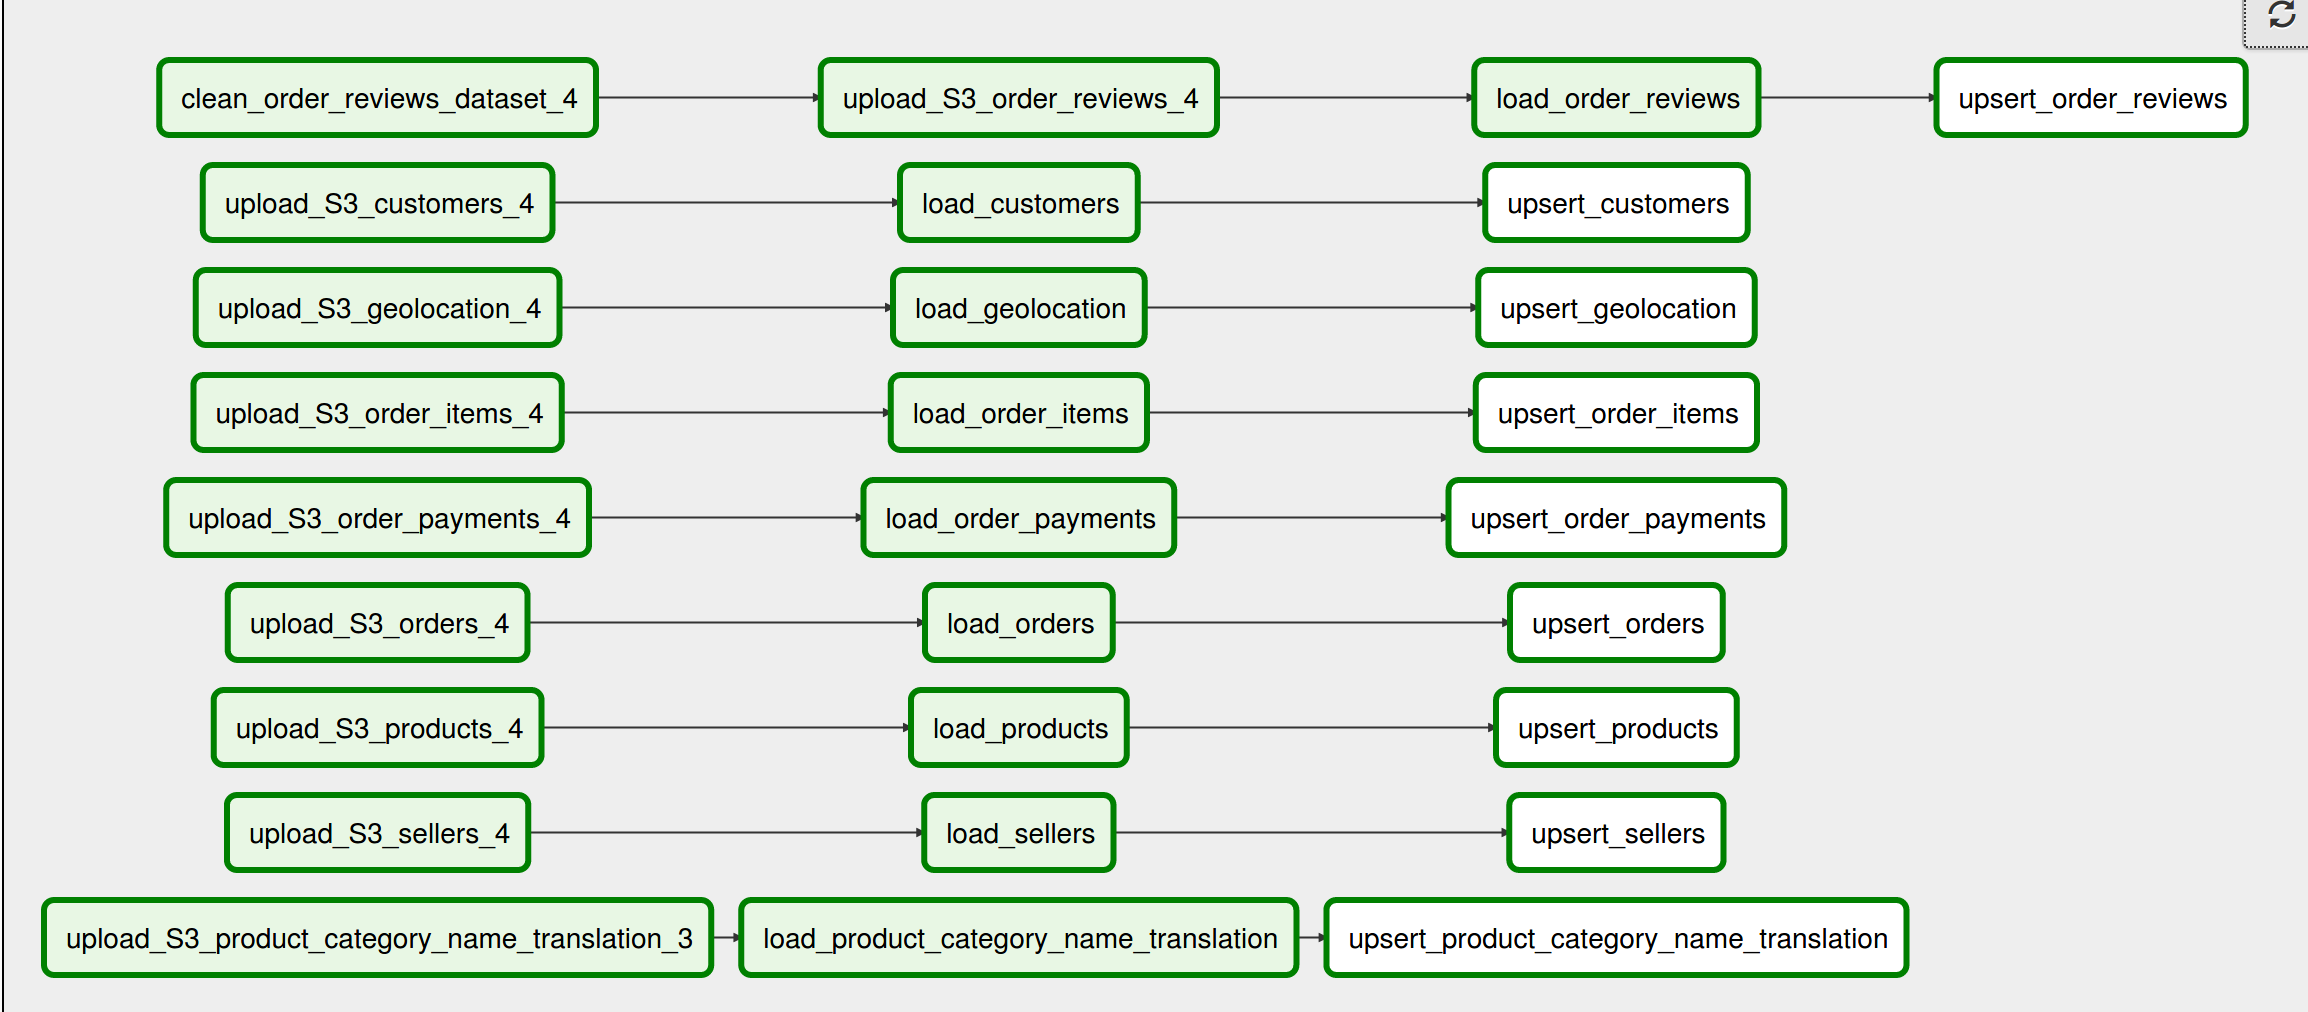 clean_order_reviews_dataset_4
upload_S3_order_reviews_4
load_order_reviews
upsert_order_reviews
upload_S3_customers_4
load_customers
upsert_customers
upload_S3_geolocation_4
load_geolocation
upsert_geolocation
upload_S3_order_items_4
load_order_items
upsert_order_items
upload_S3_order_payments_4
load_order_payments
upsert_order_payments
upload_S3_orders_4
load_orders
upsert_orders
upload_S3_products_4
load_products
upsert_products
upload_S3_sellers_4
load_sellers
upsert_sellers
upload_S3_product_category_name_translation_3
load_product_category_name_translation
upsert_product_category_name_translation